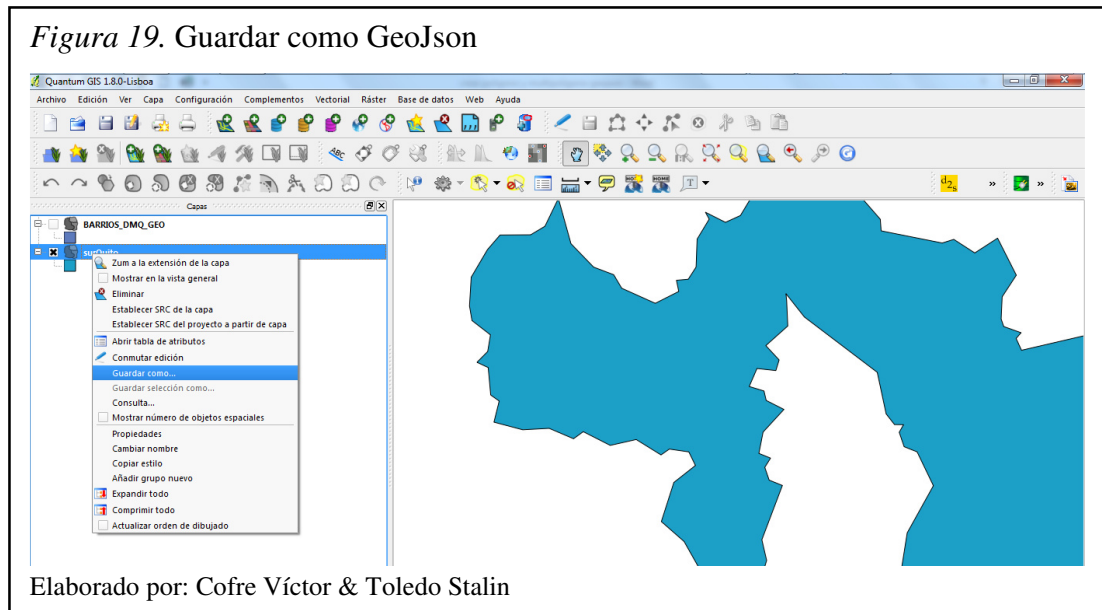 Figura 19. Guardar como GeoJson
Quantum GIS 1.8.0-Lisboa
Archivo Edición Ver Capa Configuración Complementos Vectorial Ráster Base de datos Web Ayuda
ABC
HOME
T
d2s
»
»
Capas
BARRIOS_DMQ_GEO
surQuito
Zum a la extensión de la capa
Mostrar en la vista general
Eliminar
Establecer SRC de la capa
Establecer SRC del proyecto a partir de capa
Abrir tabla de atributos
Conmutar edición
Guardar como...
Guardar selección como...
Consulta...
Mostrar número de objetos espaciales
Propiedades
Cambiar nombre
Copiar estilo
Añadir grupo nuevo
Expandir todo
Comprimir todo
Actualizar orden de dibujado
Elaborado por: Cofre Víctor & Toledo Stalin